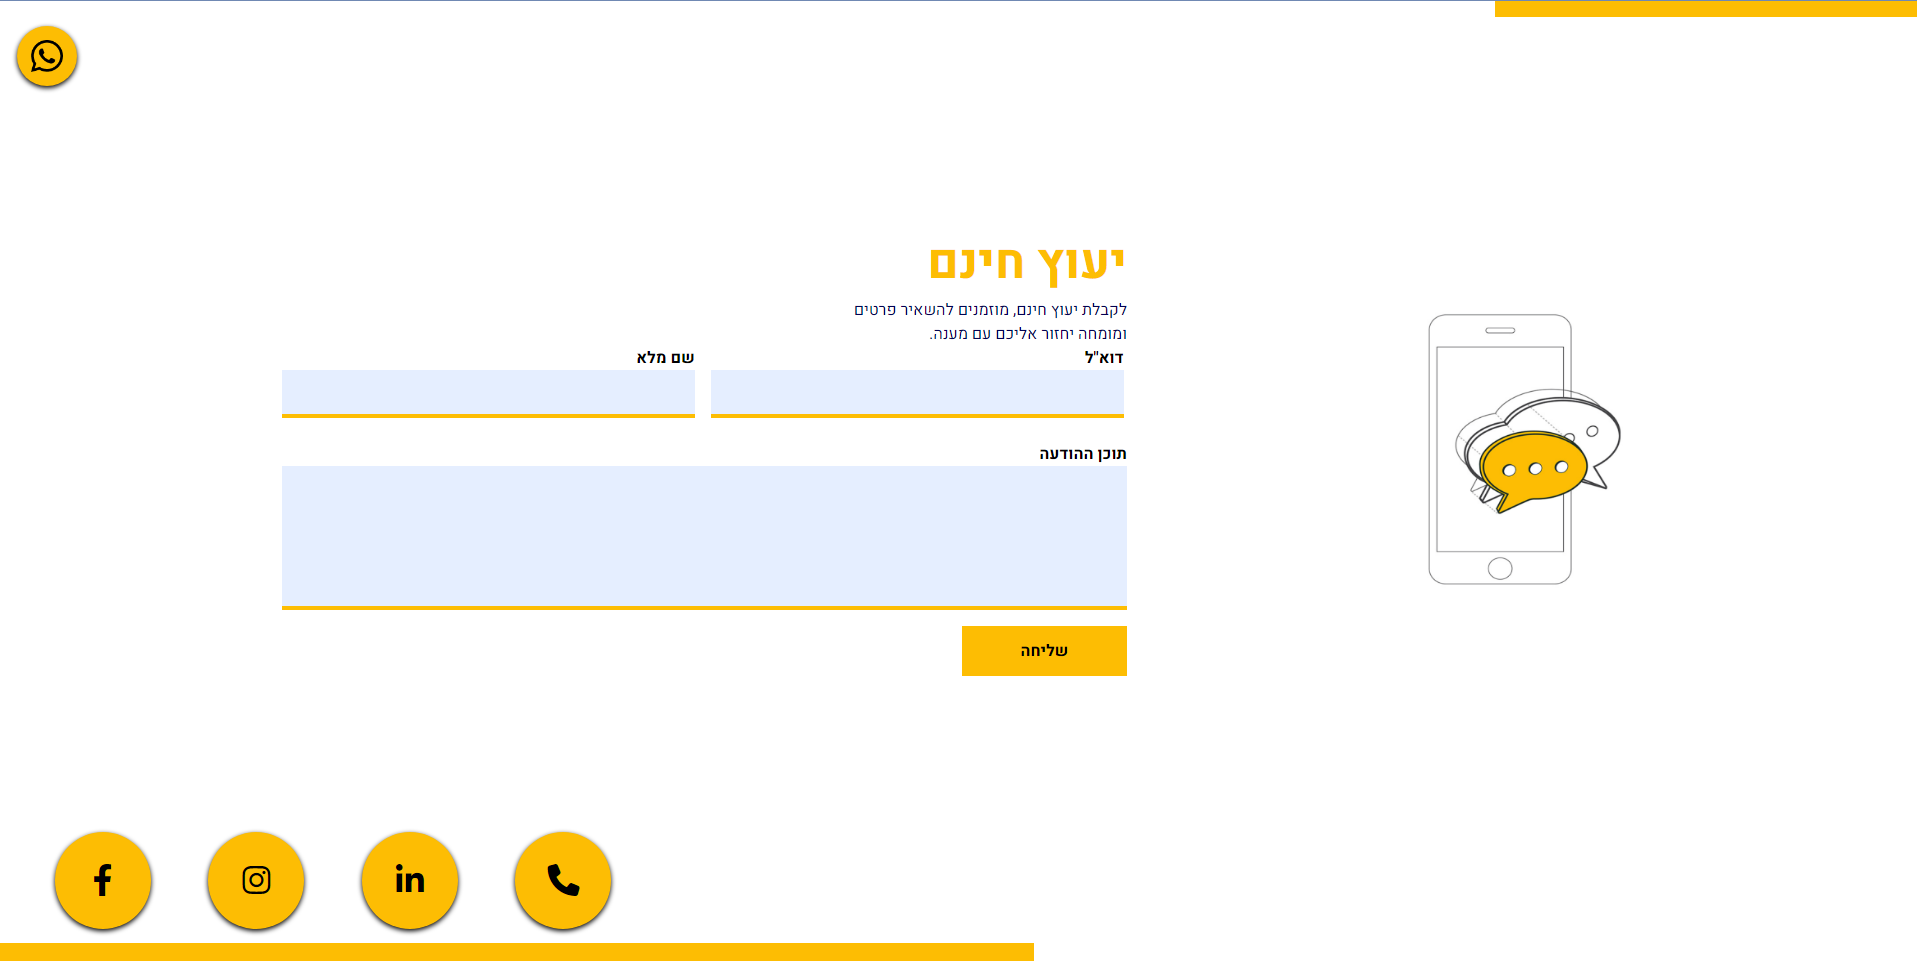 יעוץ חינם
לקבלת יעוץ חינם, מוזמנים להשאיר פרטים
ומומחה יחזור אליכם עם מענה.
דוא"ל
שם מלא
תוכן ההודעה
שליחה